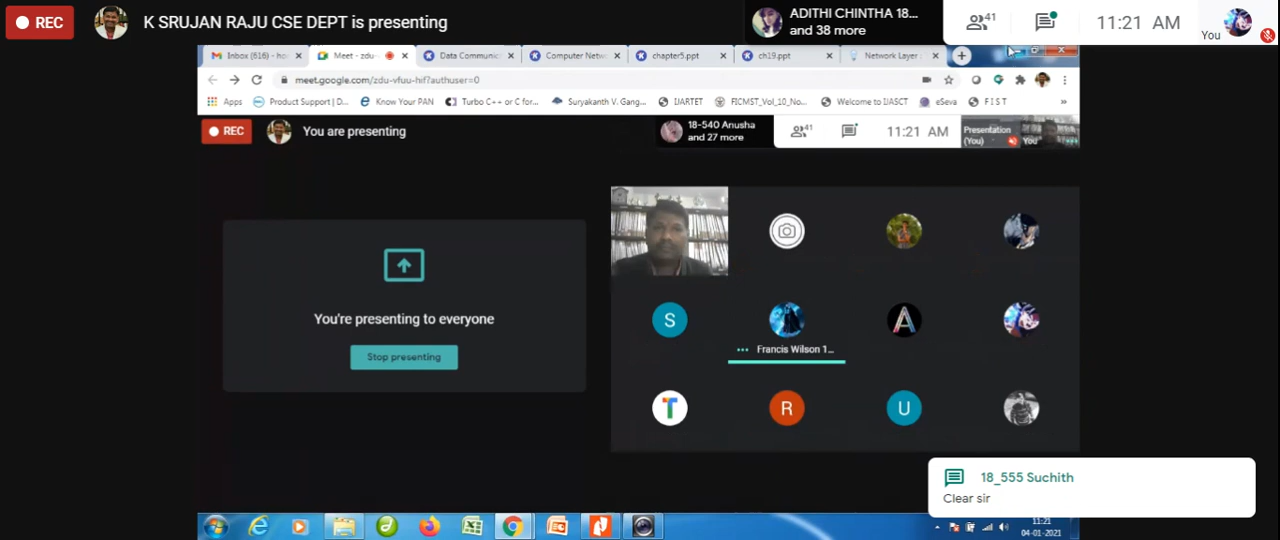 REC
K SRUJAN RAJU CSE DEPT is presenting
ADITHI CHINTHA 18...
and 38 more
41
11:21 AM
You
Inbox (616) - ho
Meet - zdu-
Data Communic
Computer Netw
chapter5.ppt
ch19.ppt
Network Layer
meet.google.com/zdu-vfuu-hif?authuser=0
Apps
Product Support | D...
Know Your PAN
Turbo C++ or C for...
Suryakanth V. Gang...
IJARTET
FICMST_Vol_10_No...
Welcome to IJASCT
eSeva
F I S T
REC
You are presenting
18-540 Anusha
and 27 more
41
11:21 AM
Presentation
(You)
You
You're presenting to everyone
Stop presenting
S
Francis Wilson 1...
A
T
R
U
18_555 Suchith
Clear sir
11:21
04-01-2021